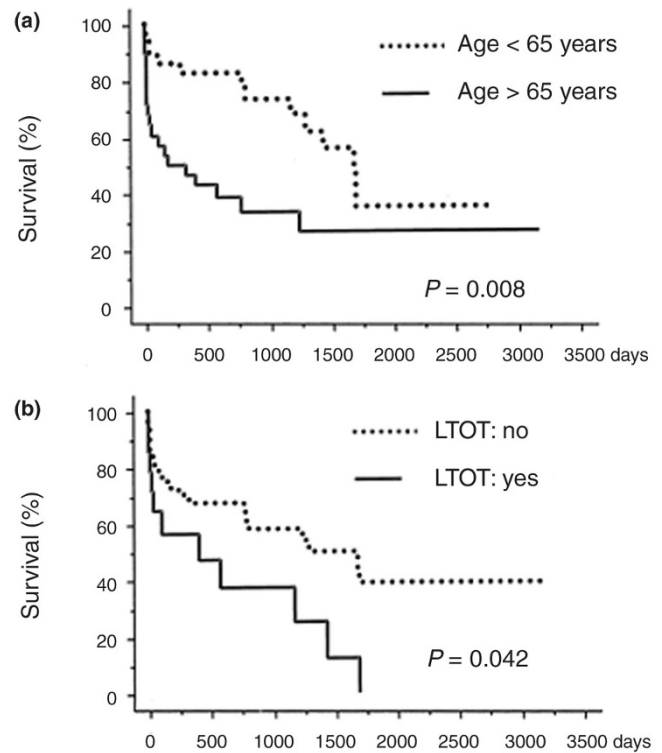 (a)
Survival (%)
100
80
60
40
20
0
Age < 65 years
Age > 65 years
P = 0.008
0 500 1000 1500 2000 2500 3000 3500 days
(b)
Survival (%)
100
80
60
40
20
0
LTOT: no
LTOT: yes
P = 0.042
0 500 1000 1500 2000 2500 3000 3500 days